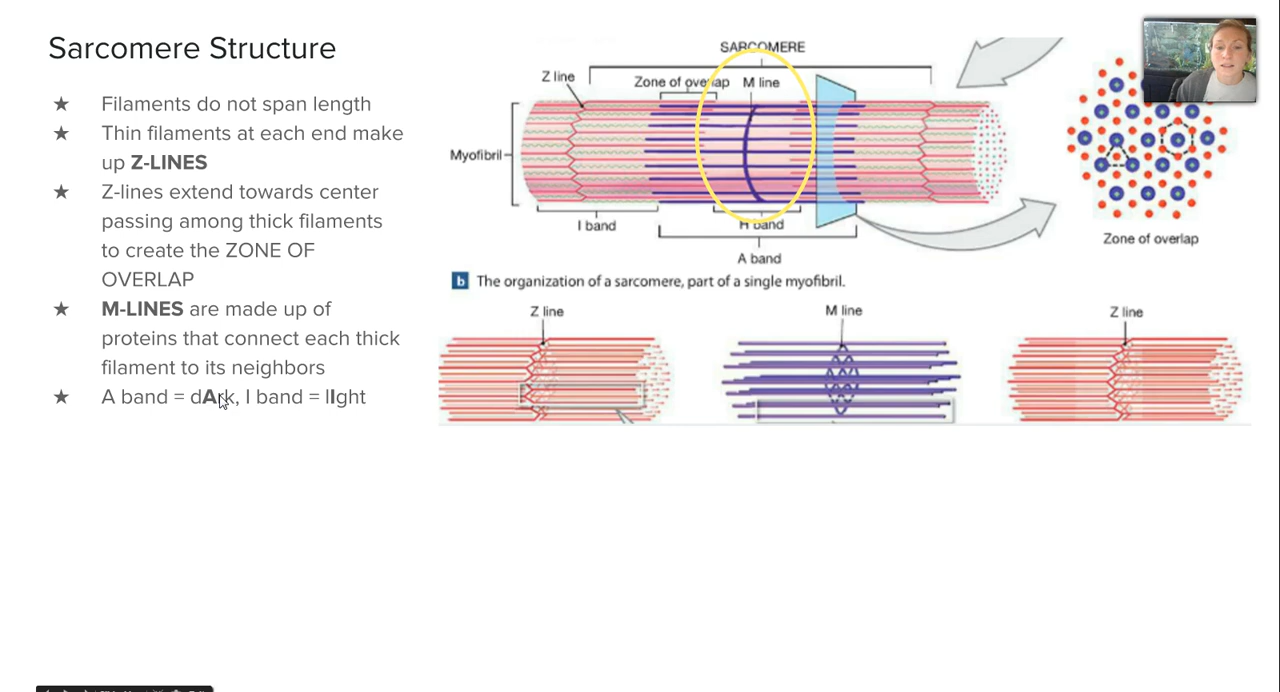 Sarcomere Structure
★ Filaments do not span length
★ Thin filaments at each end make
up Z-LINES
★ Z-lines extend towards center
passing among thick filaments
to create the ZONE OF
OVERLAP
★ M-LINES are made up of
proteins that connect each thick
filament to its neighbors
★ A band = dArk, I band = lIght
SARCOMERE
Z line
Zone of overlap
M line
Myofibril
I band
H band
A band
Zone of overlap
b The organization of a sarcomere, part of a single myofibril.
Z line
M line
Z line